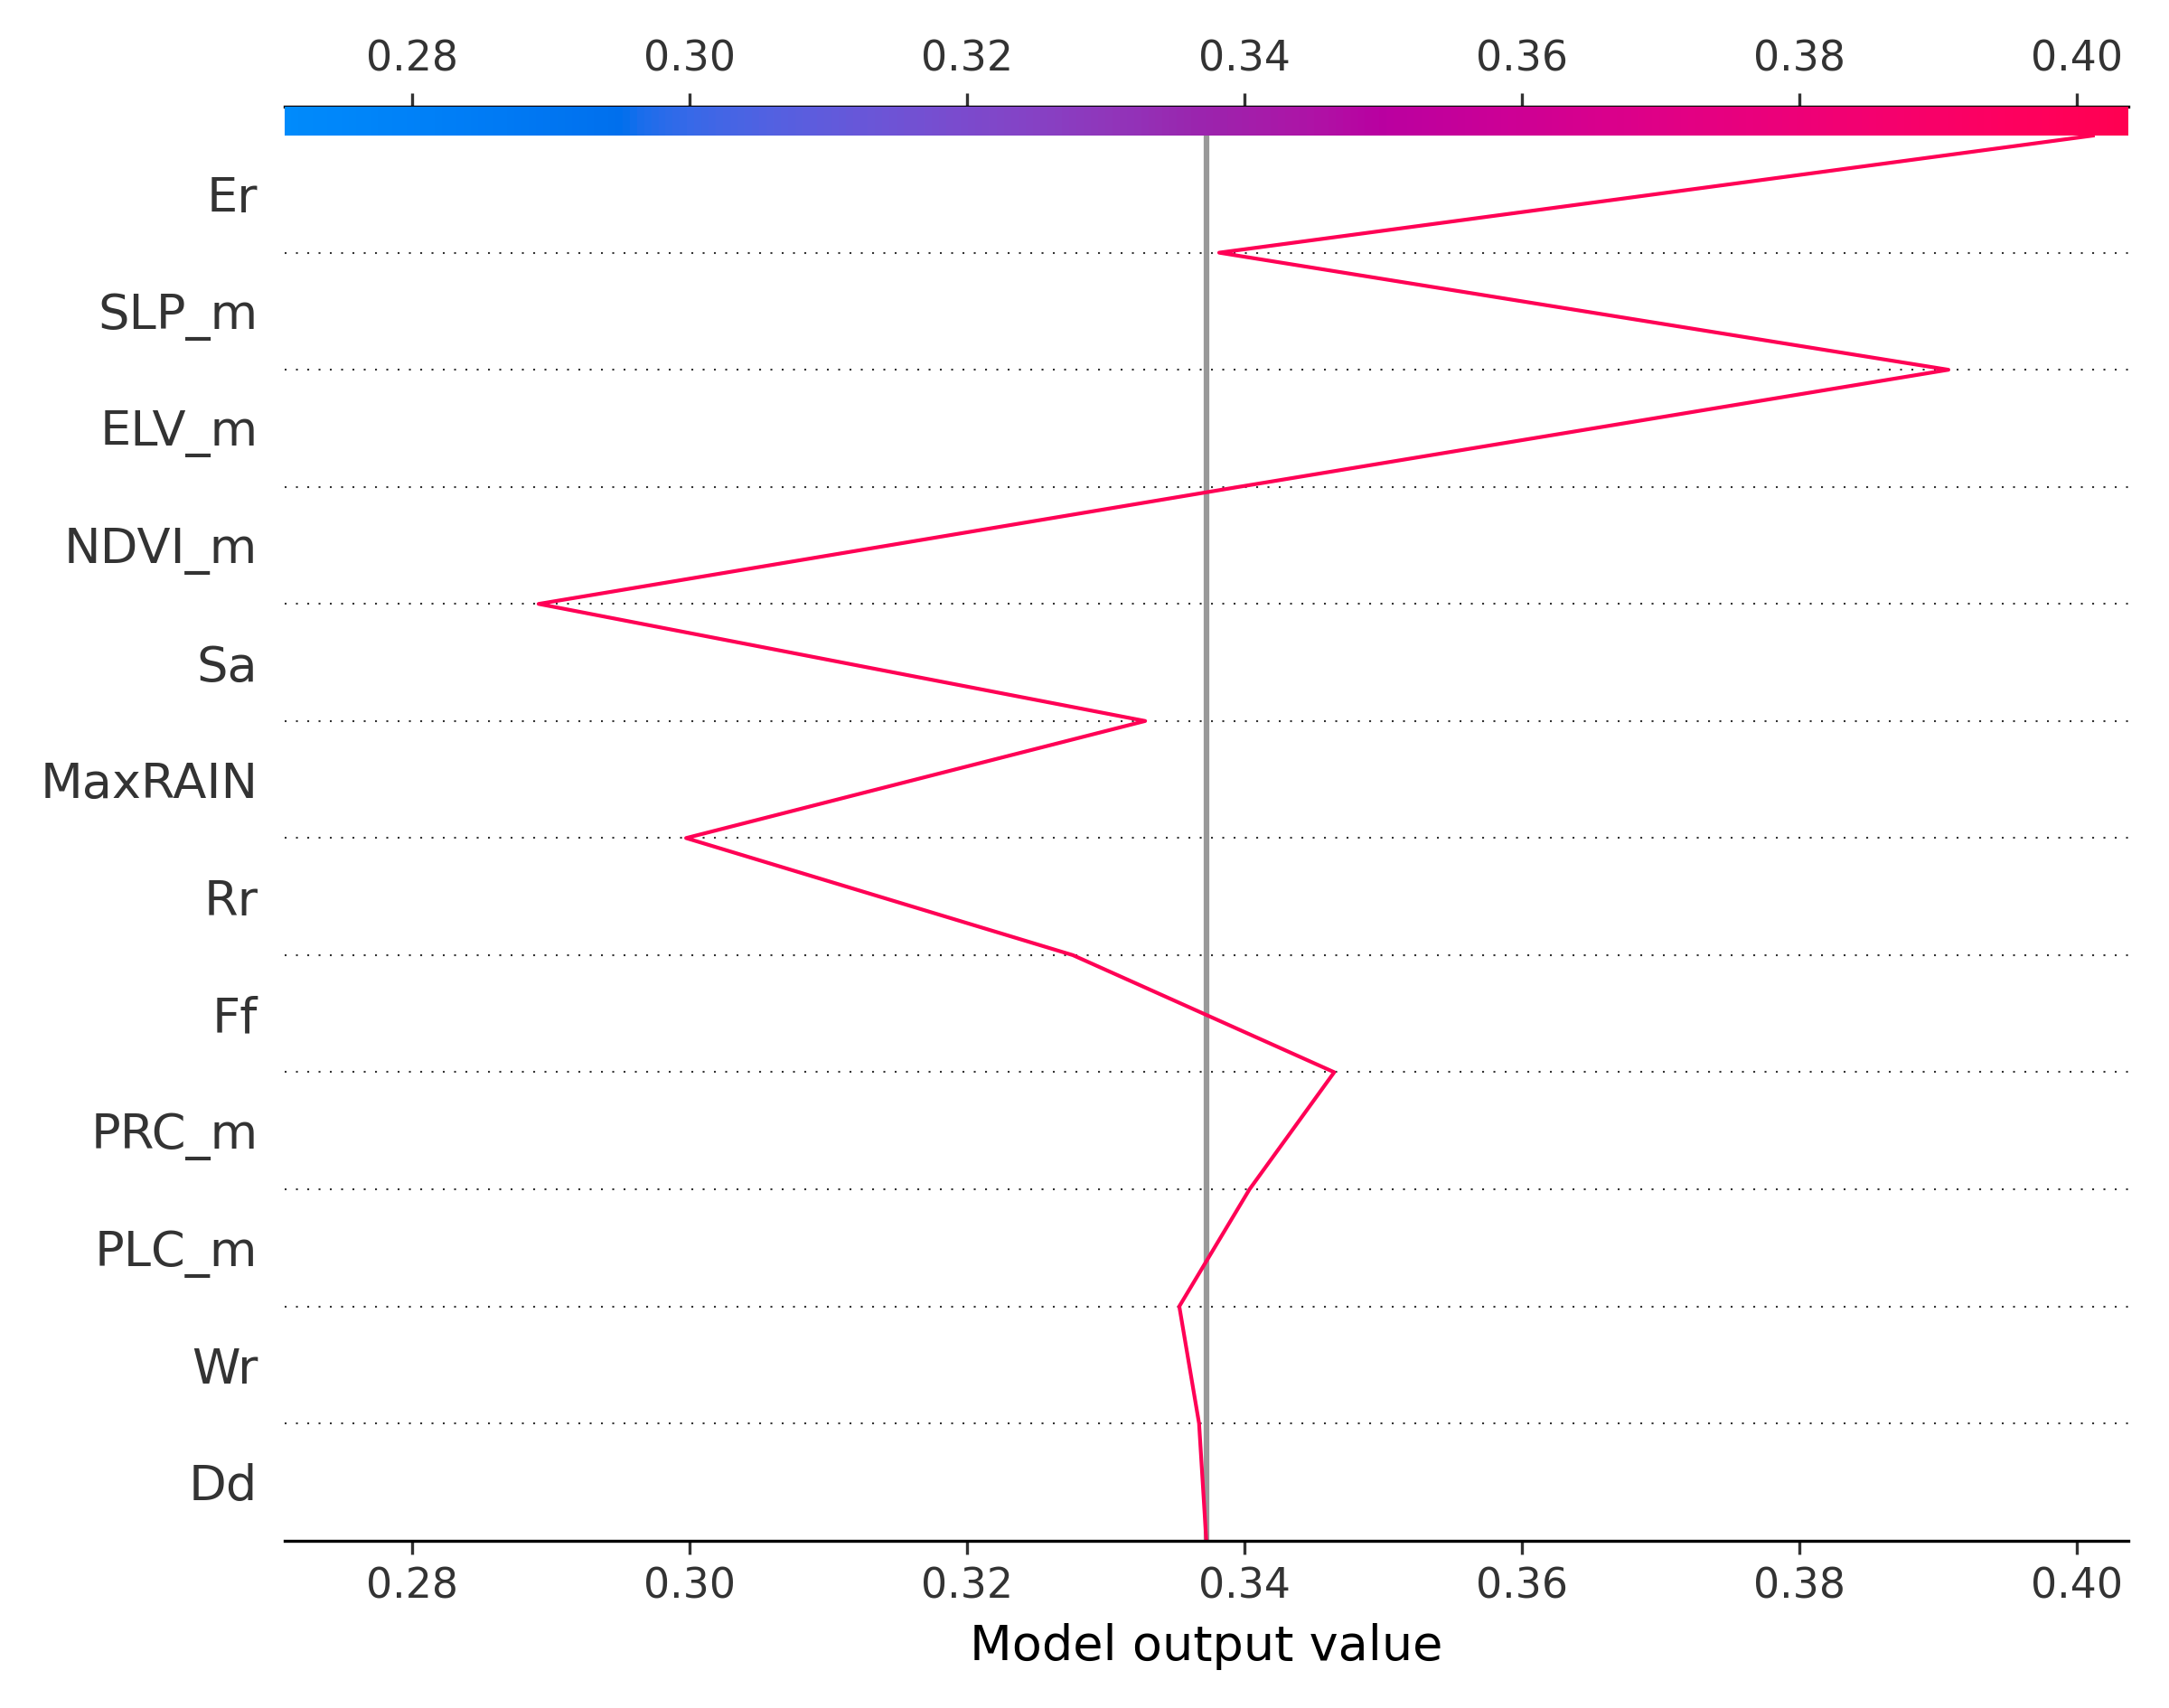 0.28 0.30 0.32 0.34 0.36 0.38 0.40
Er
SLP_m
ELV_m
NDVI_m
Sa
MaxRAIN
Rr
Ff
PRC_m
PLC_m
Wr
Dd
0.28 0.30 0.32 0.34 0.36 0.38 0.40
Model output value